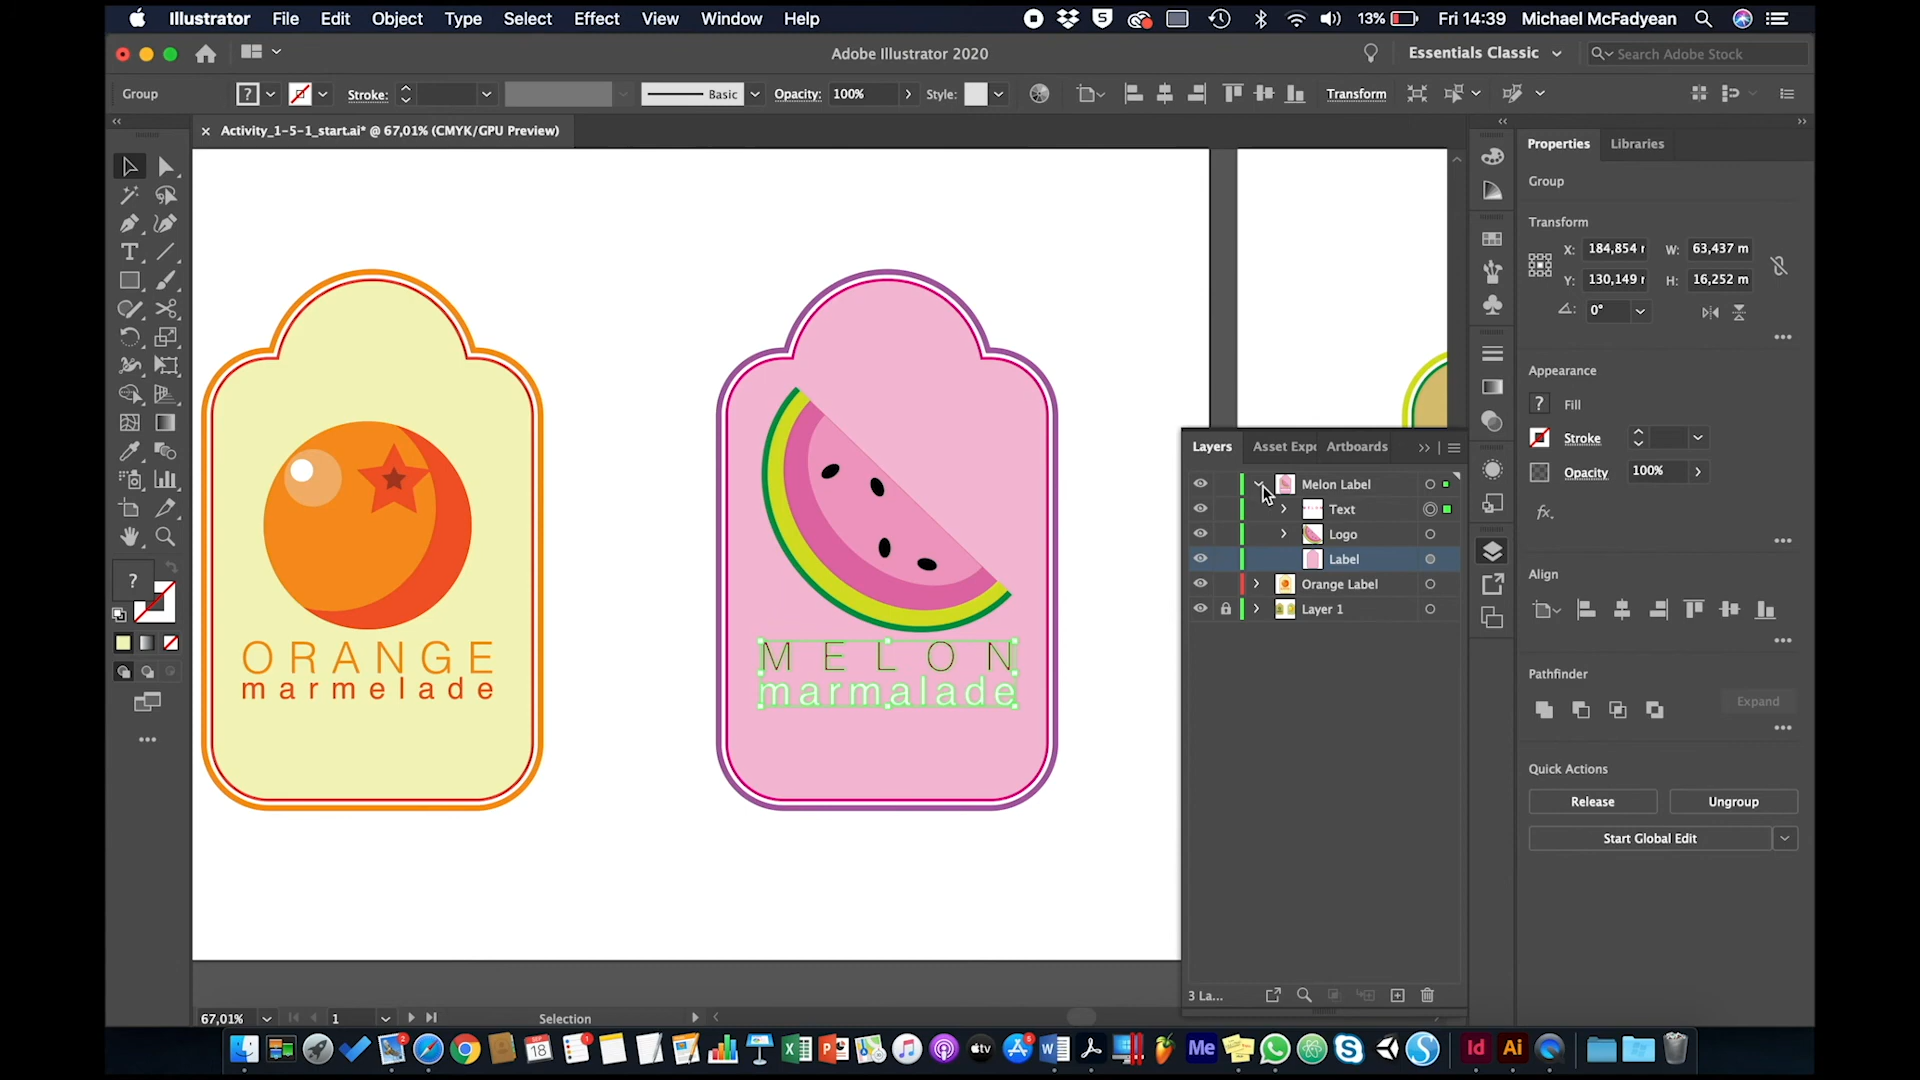 Illustrator File Edit Object Type Select Effect View Window Help
13% Fri 14:39 Michael McFadyean
Adobe Illustrator 2020
Essentials Classic
Search Adobe Stock
Group
Stroke:
Basic
Opacity: 100%
Style:
Transform
Activity_1-5-1_start.ai* @ 67,01% (CMYK/GPU Preview)
Properties Libraries
Group
Transform
X: 184,854 W: 63,437 m
Y: 130,149 H: 16,252 m
0°
Appearance
Fill
Stroke
Opacity 100%
fx.
Align
Pathfinder
Expand
Quick Actions
Release Ungroup
Start Global Edit
Layers Asset Expo Artboards
Melon Label
Text
Logo
Label
Orange Label
Layer 1
3 La...
ORANGE
marmelade
MELON
marmalade
67,01% 1 Selection